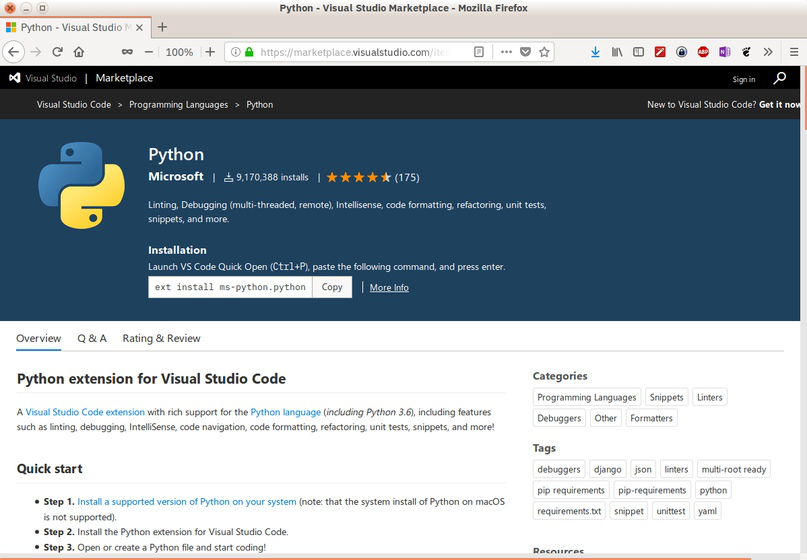 Python - Visual Studio Marketplace - Mozilla Firefox
Python - Visual Studio M
100%
https://marketplace.visualstudio.com/ite
ABP
Visual Studio | Marketplace
Sign in
Visual Studio Code > Programming Languages > Python
New to Visual Studio Code? Get it now
Python
Microsoft | 9,170,388 installs | (175)
Linting, Debugging (multi-threaded, remote), Intellisense, code formatting, refactoring, unit tests,
snippets, and more.
Installation
Launch VS Code Quick Open (Ctrl+P), paste the following command, and press enter.
ext install ms-python.python
Copy
More Info
Overview
Q & A
Rating & Review
Python extension for Visual Studio Code
A Visual Studio Code extension with rich support for the Python language (including Python 3.6), including features
such as linting, debugging, IntelliSense, code navigation, code formatting, refactoring, unit tests, snippets, and more!
Quick start
• Step 1. Install a supported version of Python on your system (note: that the system install of Python on macOS
is not supported).
• Step 2. Install the Python extension for Visual Studio Code.
• Step 3. Open or create a Python file and start coding!
Categories
Programming Languages
Snippets
Linters
Debuggers
Other
Formatters
Tags
debuggers
django
json
linters
multi-root ready
pip requirements
pip-requirements
python
requirements.txt
snippet
unittest
yaml
Resources